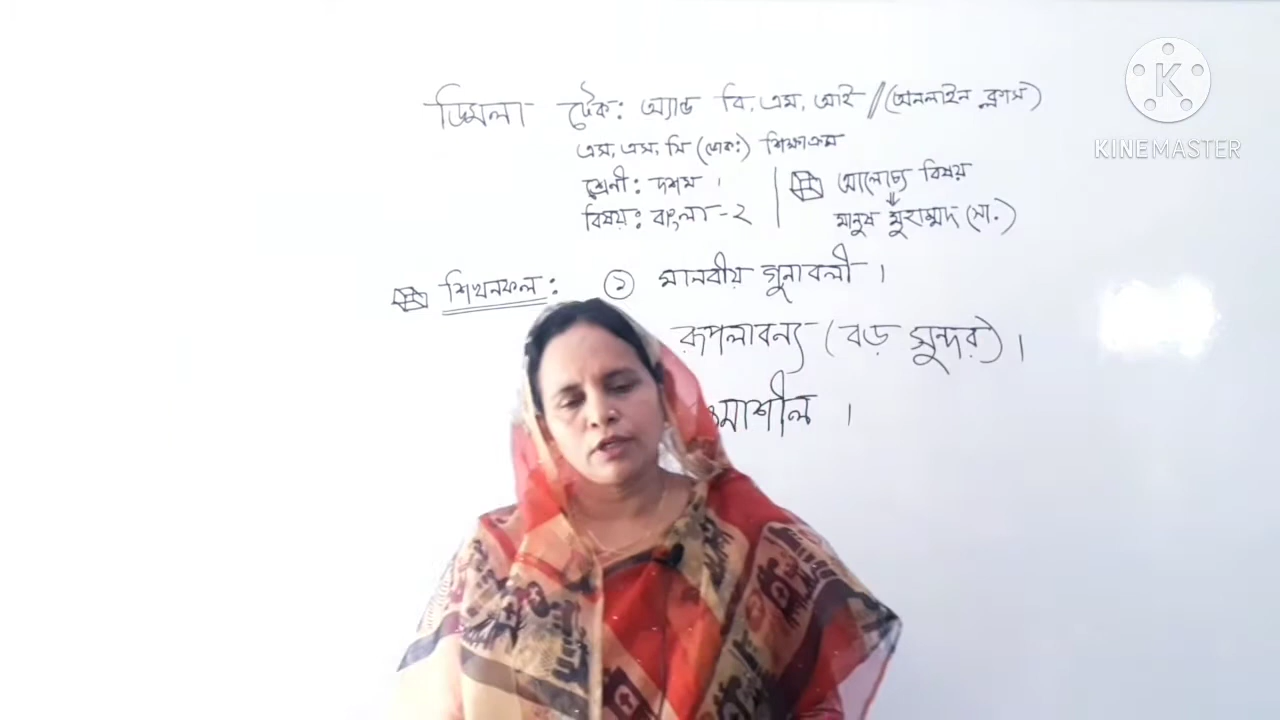 ডিমলা টেক: অ্যান্ড বি. এম. আই // (অনলাইন ক্লাস)
এস. এস. সি (ভোক:) শিক্ষাক্রম
শ্রেনী: দশম ।
বিষয়: বাংলা-২
আলোচ্য বিষয়
মানুষ মুহাম্মদ (সা.)
শিখনফল: ১ মানবীয় গুনাবলী ।
রূপলাবন্য (বড় সুন্দর) ।
KINEMASTER